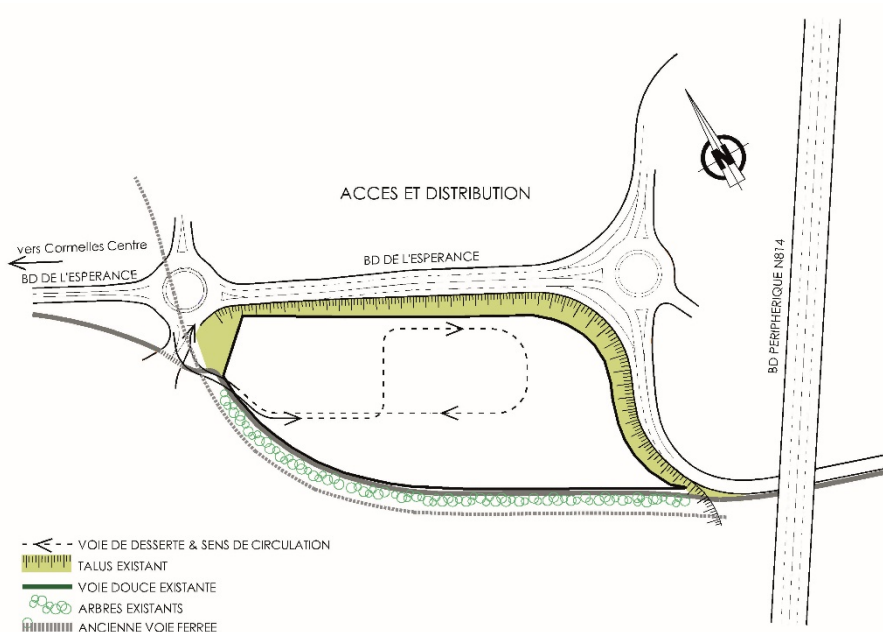 ACCES ET DISTRIBUTION
N
vers Cormelles Centre
BD DE L'ESPERANCE
BD DE L'ESPERANCE
BD PERIPHERIQUE N814
VOIE DE DESSERTE & SENS DE CIRCULATION
TALUS EXISTANT
VOIE DOUCE EXISTANTE
ARBRES EXISTANTS
ANCIENNE VOIE FERREE